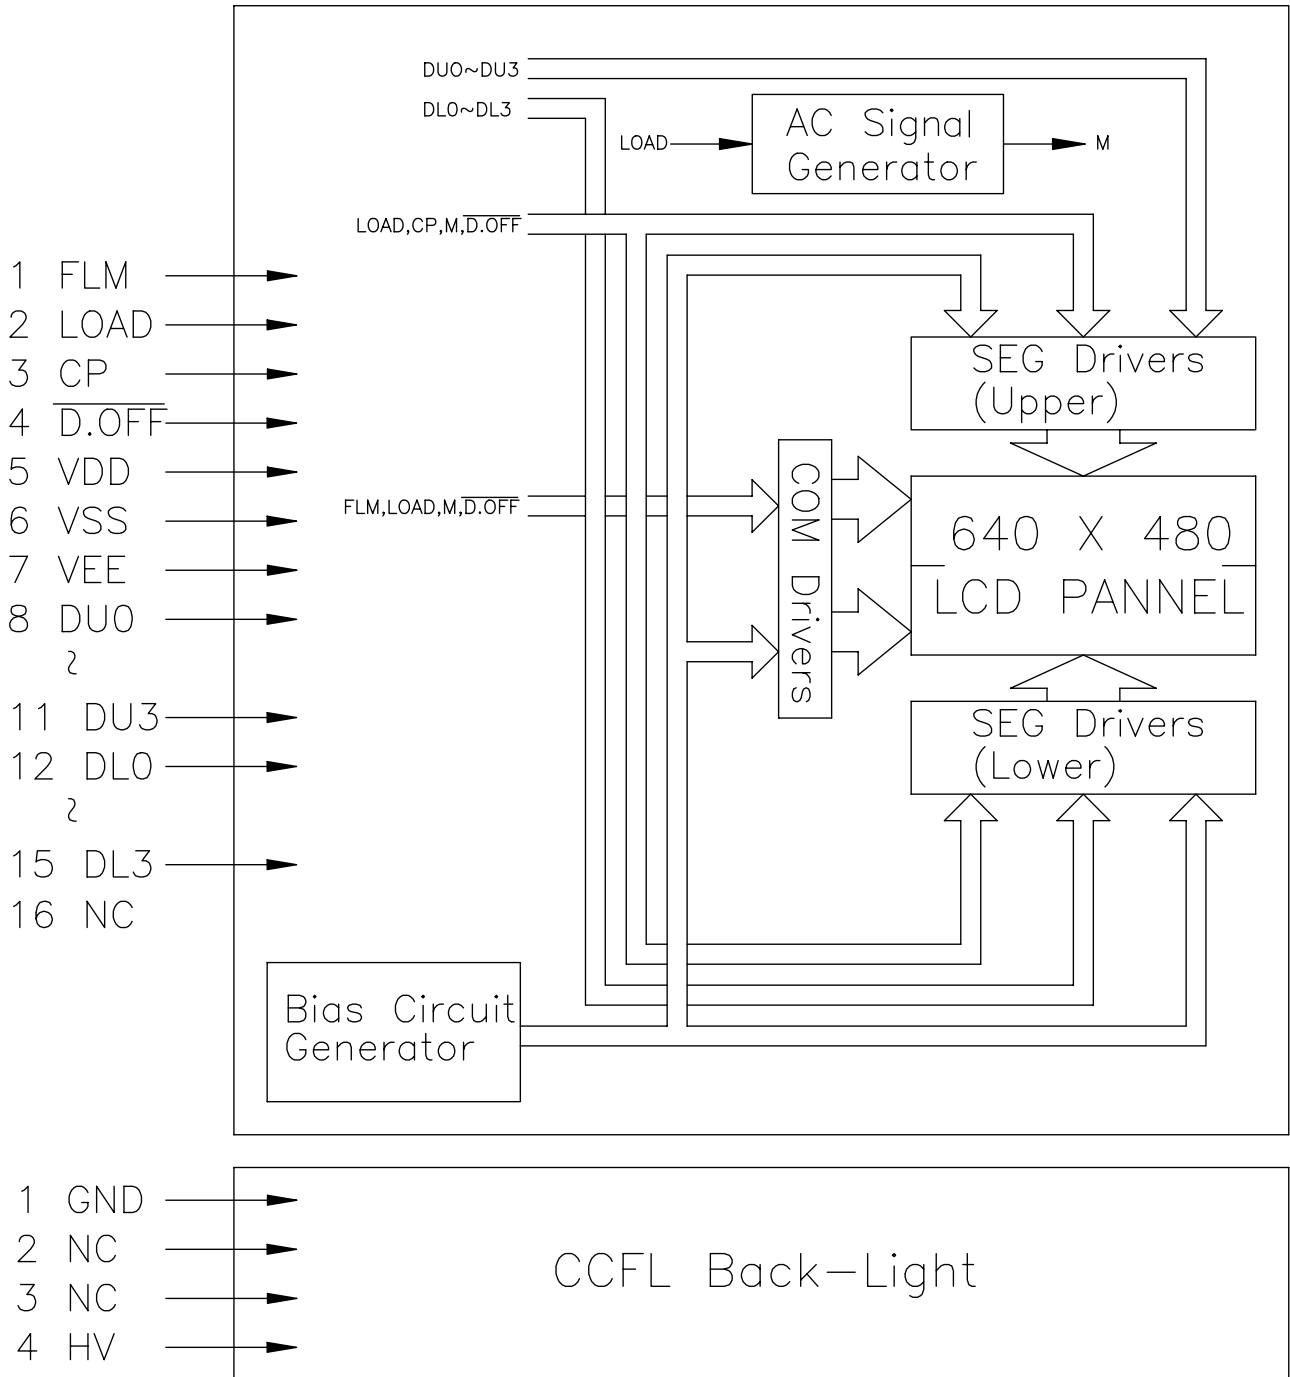 DU0~DU3
DL0~DL3
LOAD
AC Signal
Generator
M
LOAD,CP,M,D.OFF
1 FLM
2 LOAD
3 CP
4 D.OFF
5 VDD
6 VSS
7 VEE
8 DU0
~
11 DU3
12 DL0
~
15 DL3
16 NC
SEG Drivers
(Upper)
FLM,LOAD,M,D.OFF
COM Drivers
640 X 480
LCD PANNEL
SEG Drivers
(Lower)
Bias Circuit
Generator
1 GND
2 NC
3 NC
4 HV
CCFL Back-Light